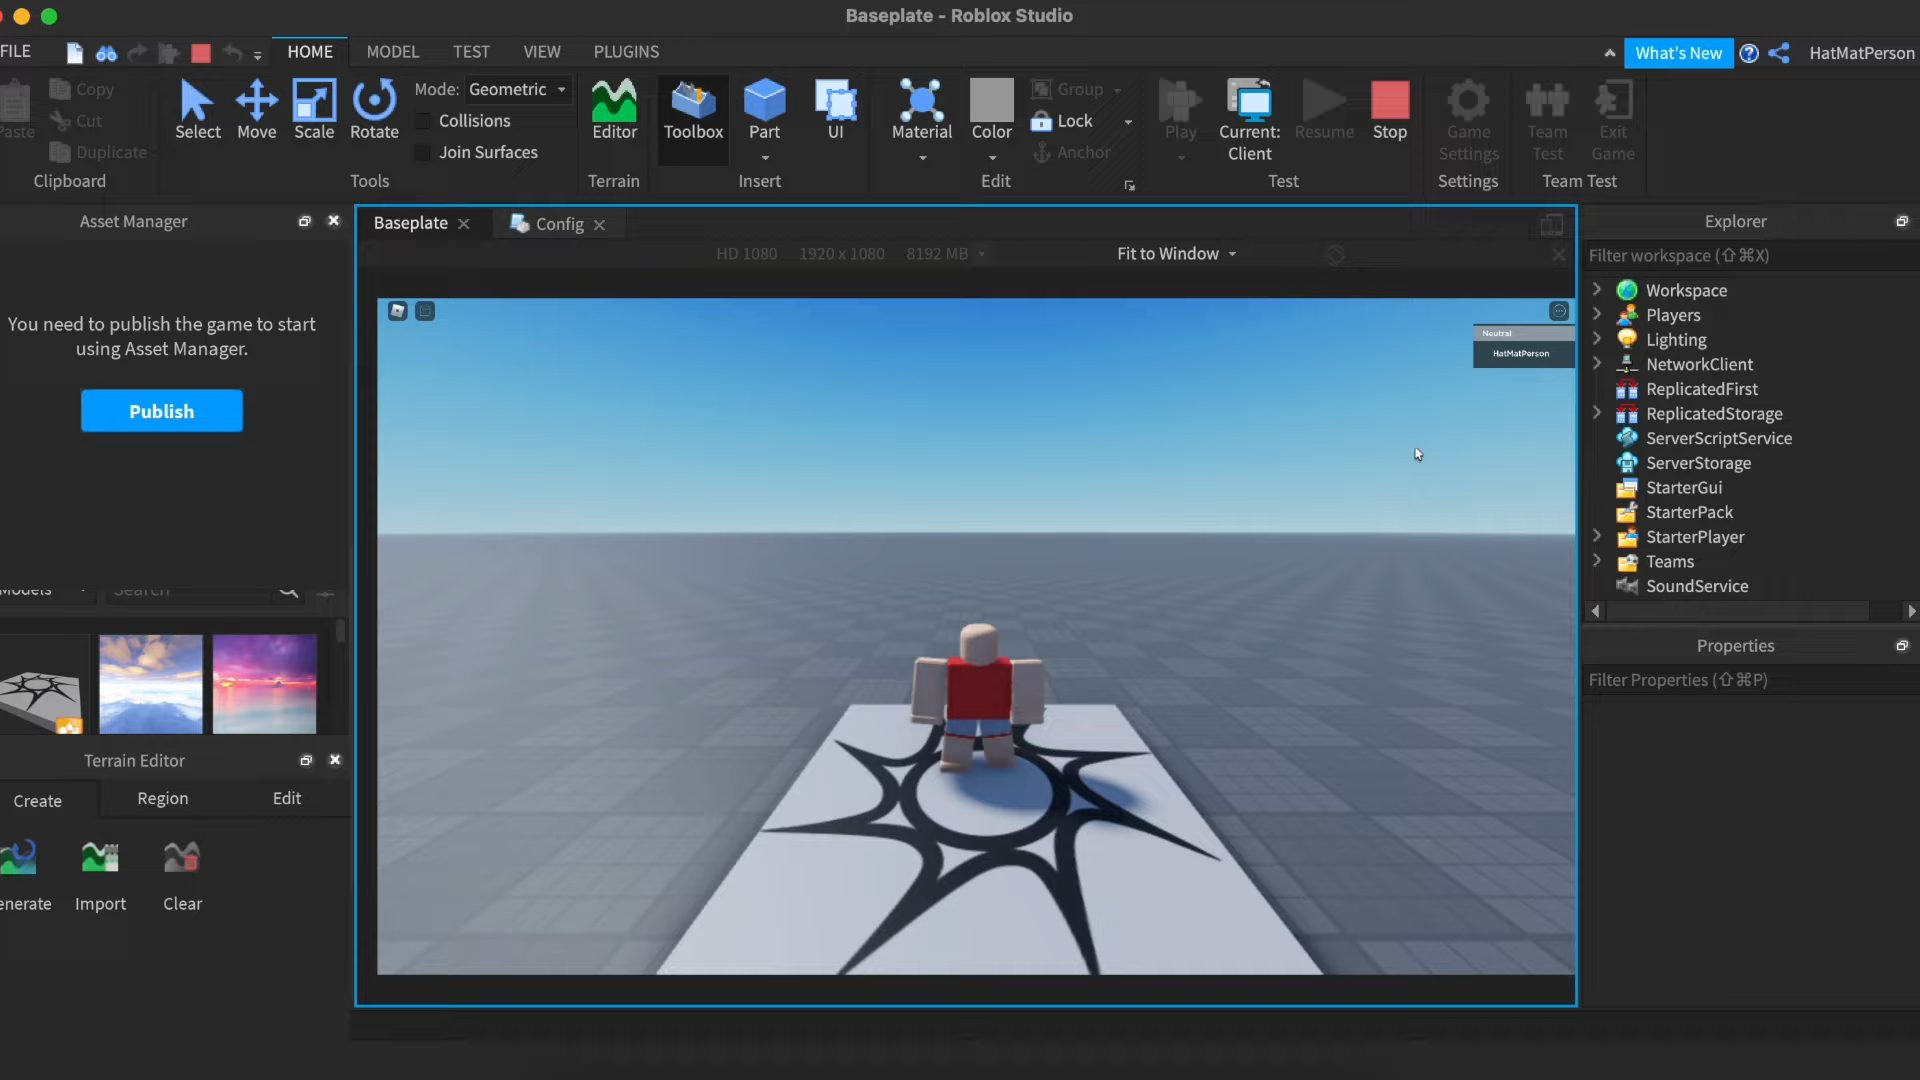 Baseplate - Roblox Studio
FILE
HOME
MODEL
TEST
VIEW
PLUGINS
What's New
HatMatPerson
Copy
Cut
Duplicate
Clipboard
Select
Move
Scale
Rotate
Mode: Geometric
Collisions
Join Surfaces
Tools
Editor
Terrain
Toolbox
Part
UI
Insert
Material
Color
Group
Lock
Anchor
Edit
Play
Current:
Client
Resume
Stop
Test
Game
Settings
Settings
Team
Test
Exit
Game
Team Test
Asset Manager
You need to publish the game to start
using Asset Manager.
Publish
Search
Terrain Editor
Create
Region
Edit
Import
Clear
Baseplate
Config
HD 1080 1920 x 1080 8192 MB
Fit to Window
Neutral
HatMatPerson
Explorer
Filter workspace (⇧⌘X)
Workspace
Players
Lighting
NetworkClient
ReplicatedFirst
ReplicatedStorage
ServerScriptService
ServerStorage
StarterGui
StarterPack
StarterPlayer
Teams
SoundService
Properties
Filter Properties (⇧⌘P)